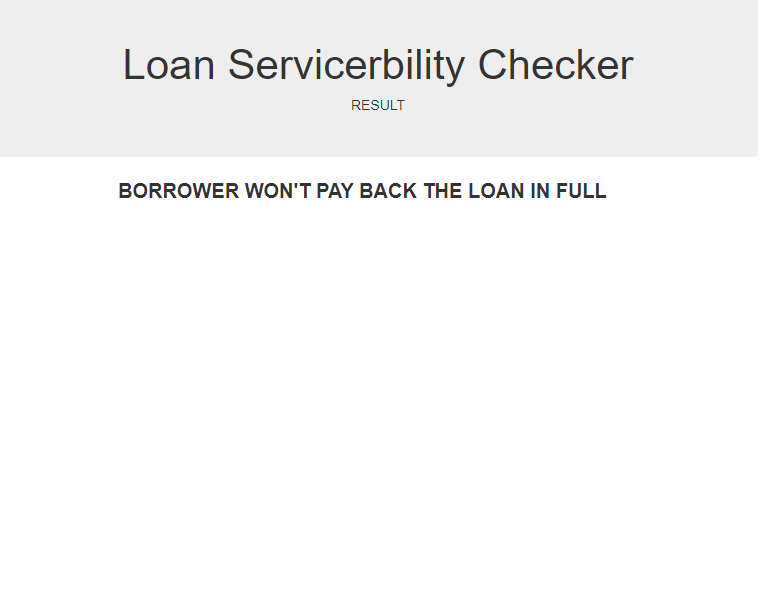 Loan Servicerbility Checker
RESULT
BORROWER WON'T PAY BACK THE LOAN IN FULL